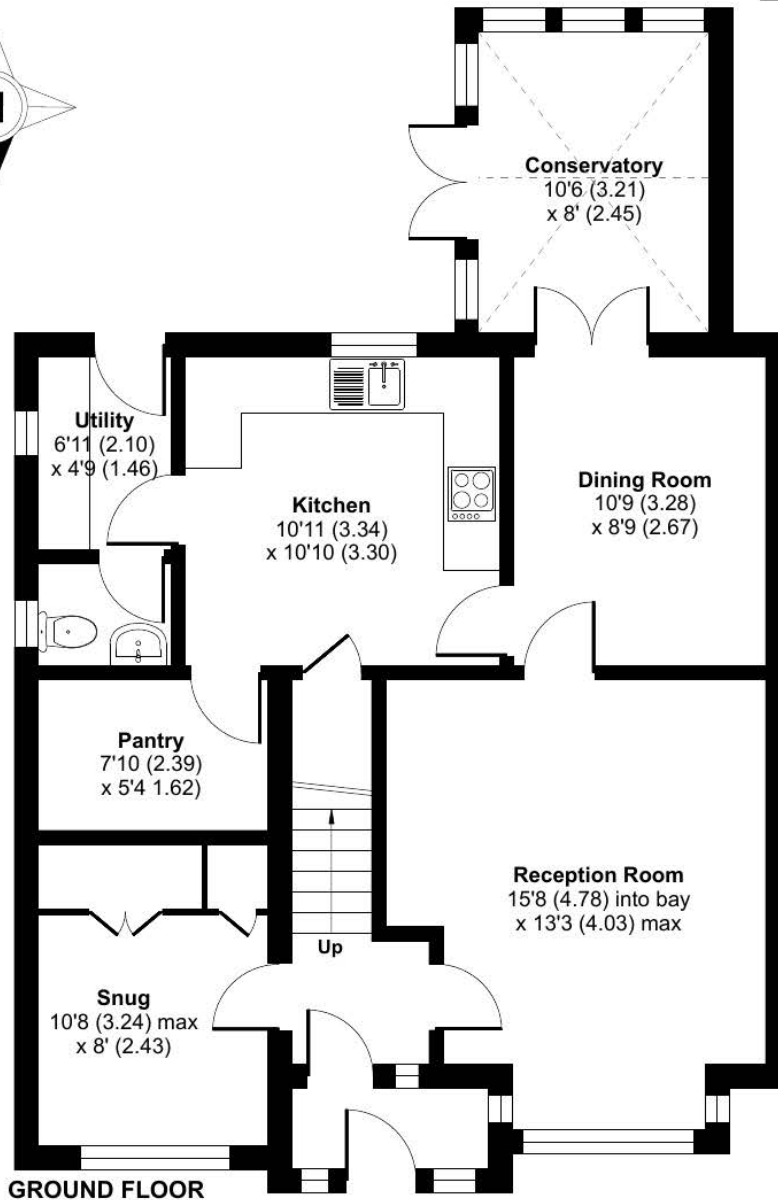 Conservatory
10'6 (3.21)
x 8' (2.45)
Utility
6'11 (2.10)
x 4'9 (1.46)
Kitchen
10'11 (3.34)
x 10'10 (3.30)
Dining Room
10'9 (3.28)
x 8'9 (2.67)
Pantry
7'10 (2.39)
x 5'4 1.62)
Reception Room
15'8 (4.78) into bay
x 13'3 (4.03) max
Up
Snug
10'8 (3.24) max
x 8' (2.43)
GROUND FLOOR